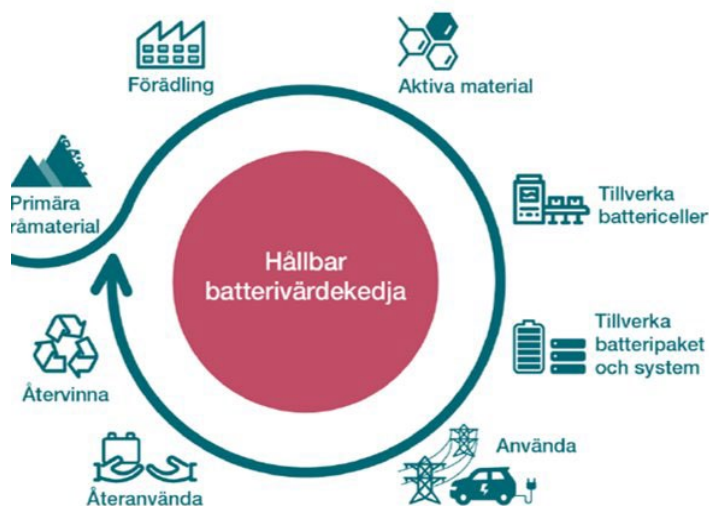 Förädling
Aktiva material
Primära
råmaterial
Tillverka
battericeller
Hållbar
batterivärdekedja
Tillverka
batteripaket
och system
Återvinna
Använda
Återanvända